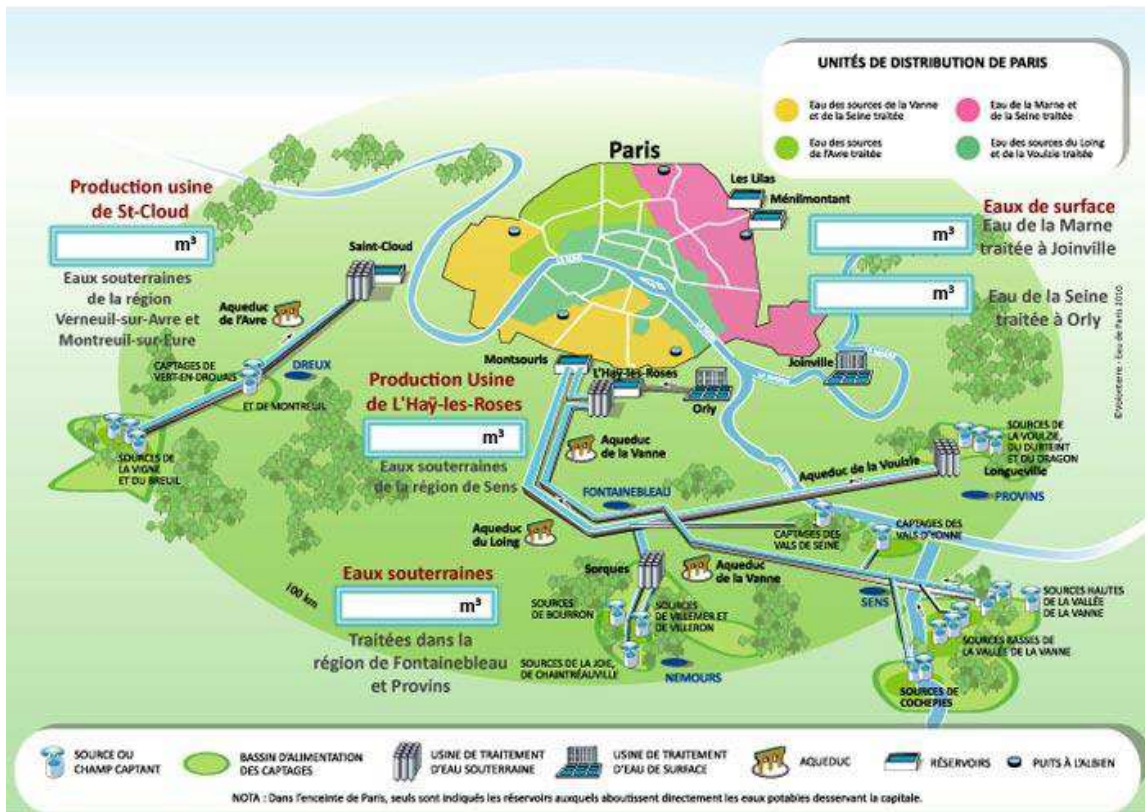 UNITÉS DE DISTRIBUTION DE PARIS
Eau des sources de la Vanne
et de la Seine traitée
Eau de la Marne et
de la Seine traitée
Eau des sources
de l'Avre traitée
Eau des sources du Loing
et de la Voulzie traitée
Paris
Les Lilas
Ménilmontant
Production usine
de St-Cloud
m³
Eaux souterraines
de la région
Verneuil-sur-Avre et
Montreuil-sur-Eure
Saint-Cloud
Aqueduc
de l'Avre
Eaux de surface
m³
Eau de la Marne
traitée à Joinville
m³
Eau de la Seine
traitée à Orly
CAPTAGES DE
VERT-EN-DROUAIS
DREUX
ET DE MONTREUIL
SOURCES DE
LA VIGNE
ET DU BREUIL
Montsouris
L'Haÿ-les-Roses
Orly
Joinville
Production Usine
de L'Haÿ-les-Roses
m³
Eaux souterraines
de la région de Sens
Aqueduc
de la Vanne
Aqueduc de la Voulzie
SOURCES DE
LA VOULZIE,
DU DURTEINT
ET DU DRAGON
Longueville
PROVINS
FONTAINEBLEAU
Aqueduc
du Loing
CAPTAGES DES
VALS DE SEINE
CAPTAGES DES
VALS D'YONNE
Aqueduc
de la Vanne
SENS
SOURCES HAUTES
DE LA VALLÉE
DE LA VANNE
SOURCES BASSES
DE LA VALLÉE DE LA VANNE
SOURCES DE
COCHEPIES
100 km
Eaux souterraines
m³
Traitées dans la
région de Fontainebleau
et Provins
Sorques
SOURCES
DE BOURRON
SOURCES
DE VILLEMER ET
DE VILLERON
SOURCES DE LA JOIE,
DE CHAINTRÉAUVILLE
NEMOURS
Eau de Paris 2010
SOURCE OU
CHAMP CAPTANT
BASSIN D'ALIMENTATION
DES CAPTAGES
USINE DE TRAITEMENT
D'EAU SOUTERRAINE
USINE DE TRAITEMENT
D'EAU DE SURFACE
AQUEDUC
RÉSERVOIRS
PUITS À L'ALBIEN
NOTA : Dans l'enceinte de Paris, seuls sont indiqués les réservoirs auxquels aboutissent directement les eaux potables desservant la capitale.